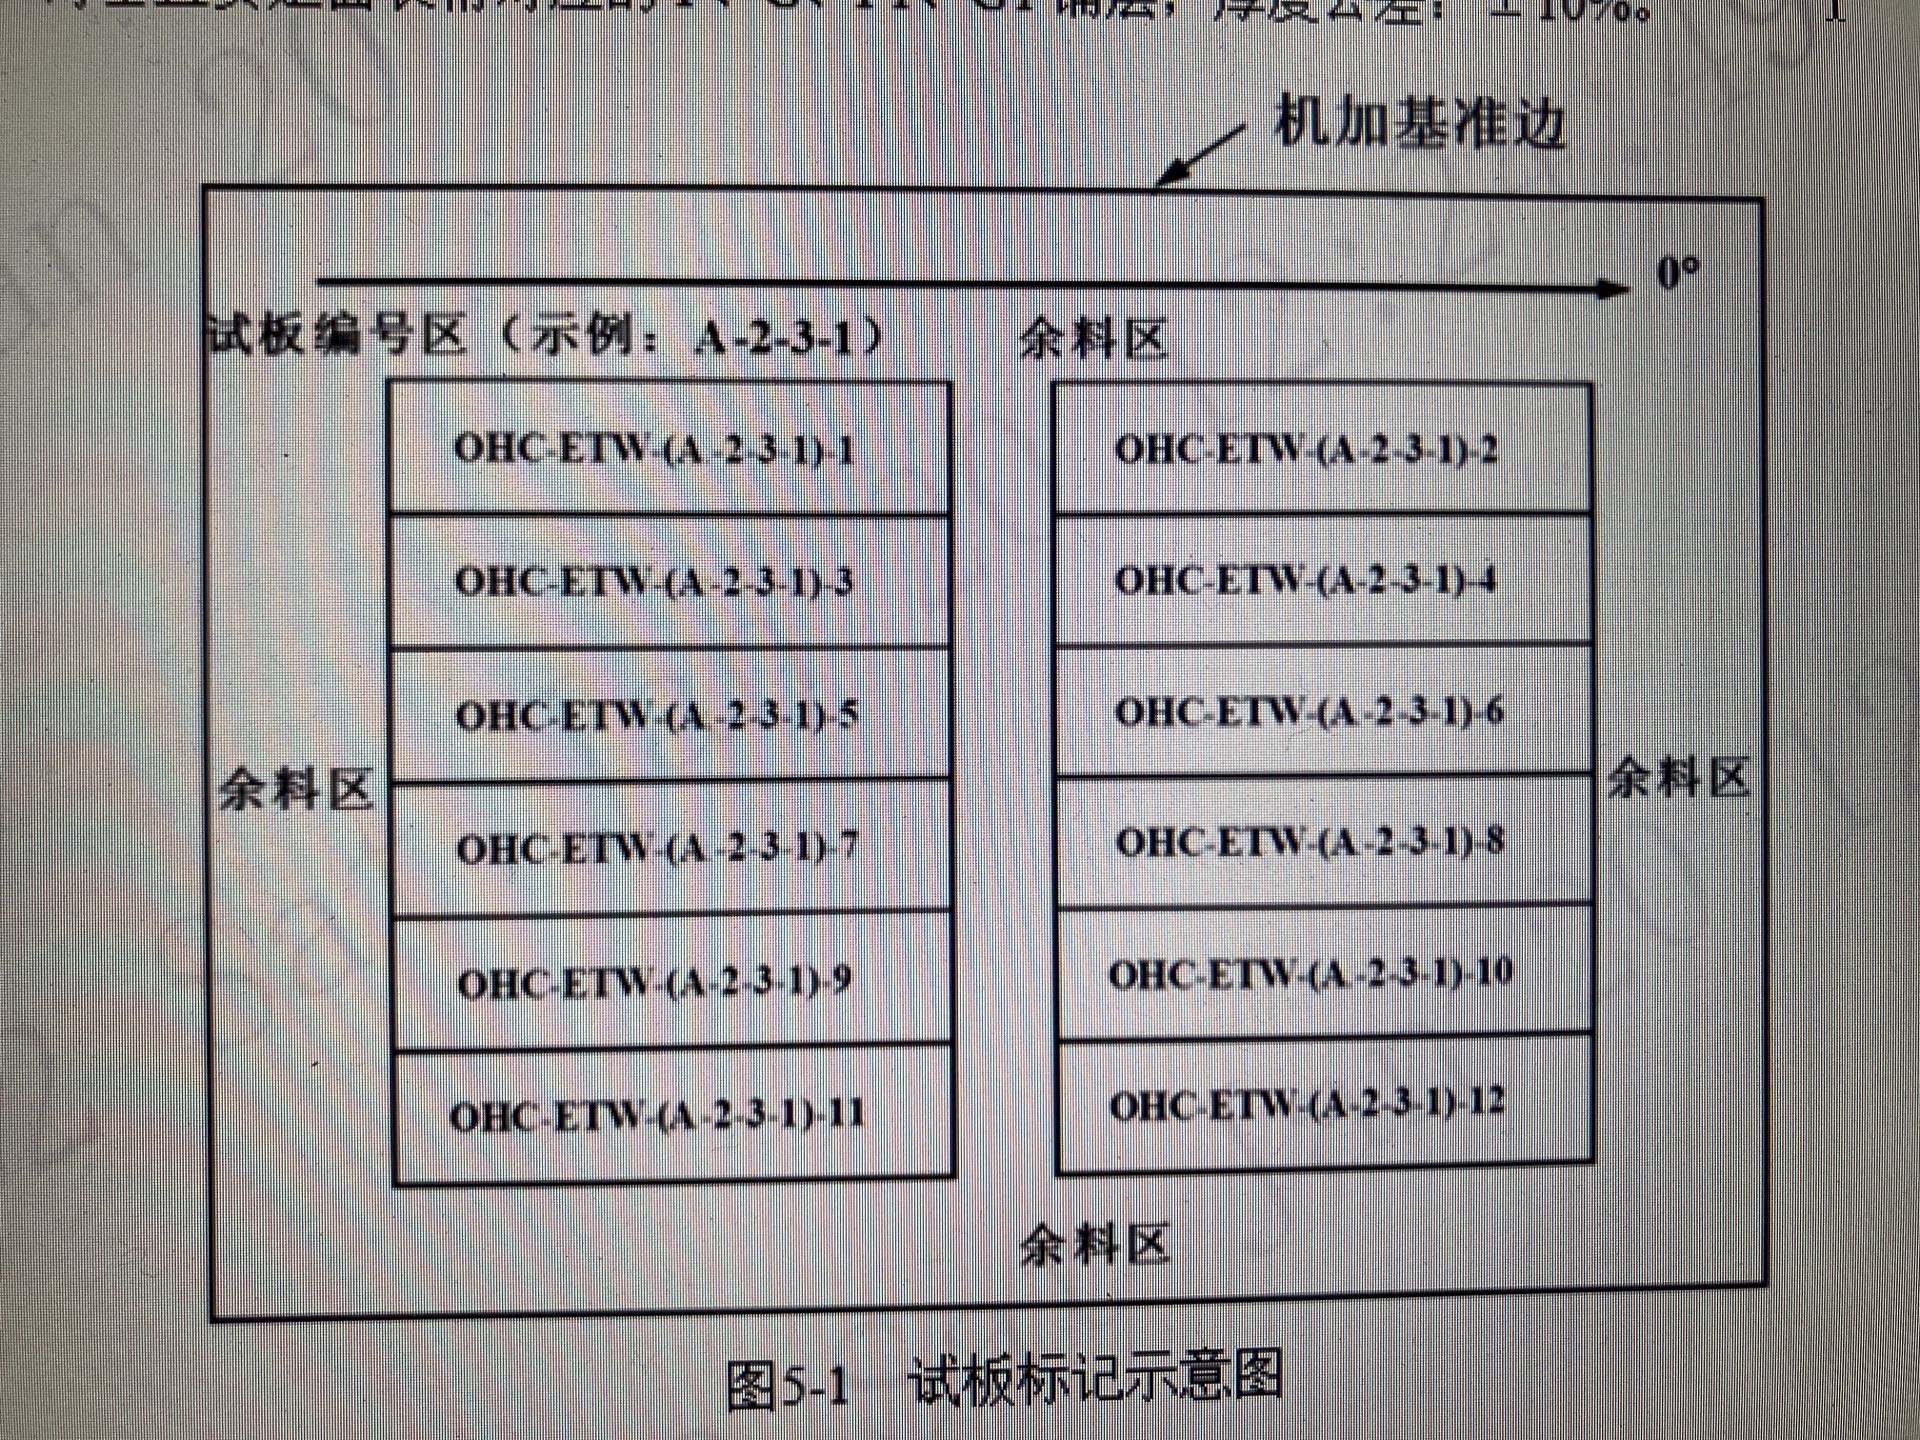 厚度公差：±10%。
机加基准边
0°
试板编号区（示例：A-2-3-1）
余料区
OHC-ETW-(A-2-3-1)-1
OHC-ETW-(A-2-3-1)-2
OHC-ETW-(A-2-3-1)-3
OHC-ETW-(A-2-3-1)-4
OHC-ETW-(A-2-3-1)-5
OHC-ETW-(A-2-3-1)-6
余料区
余料区
OHC-ETW-(A-2-3-1)-7
OHC-ETW-(A-2-3-1)-8
OHC-ETW-(A-2-3-1)-9
OHC-ETW-(A-2-3-1)-10
OHC-ETW-(A-2-3-1)-11
OHC-ETW-(A-2-3-1)-12
余料区
图5-1 试板标记示意图